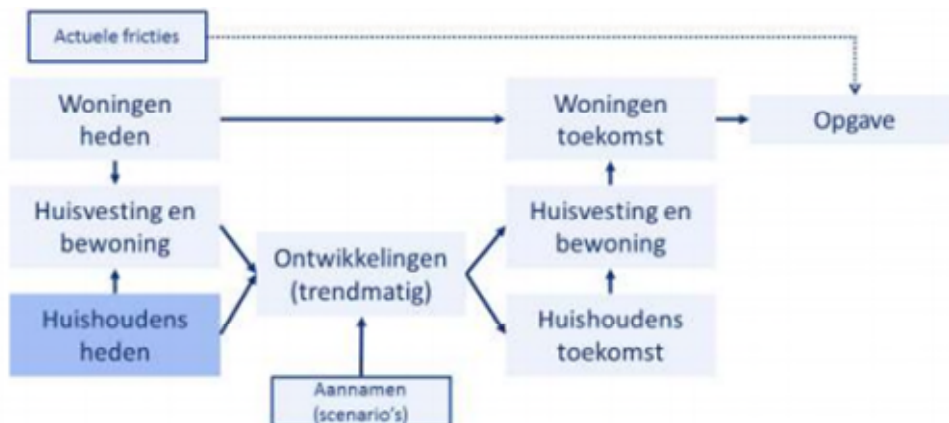 Actuele fricties
Woningen
heden
Woningen
toekomst
Opgave
Huisvesting en
bewoning
Huisvesting en
bewoning
Ontwikkelingen
(trendmatig)
Huishoudens
heden
Huishoudens
toekomst
Aannamen
(scenario's)